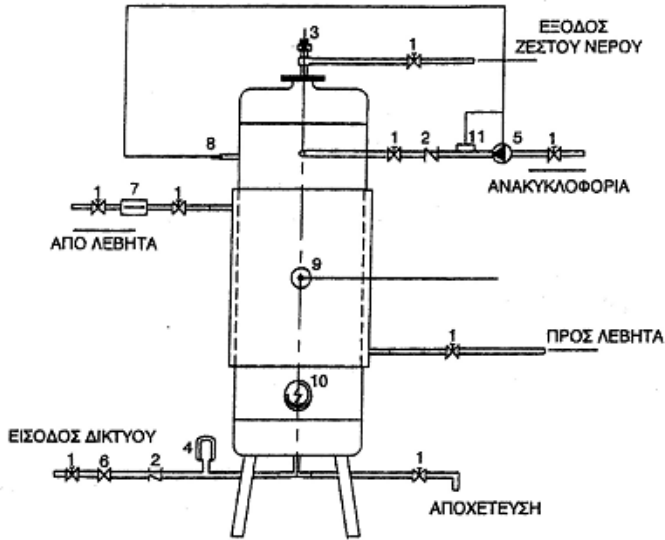 3
1
ΕΞΟΔΟΣ
ΖΕΣΤΟΥ ΝΕΡΟΥ
8
1 2 11 5 1
ΑΝΑΚΥΚΛΟΦΟΡΙΑ
1 7 1
ΑΠΟ ΛΕΒΗΤΑ
9
1
ΠΡΟΣ ΛΕΒΗΤΑ
10
ΕΙΣΟΔΟΣ ΔΙΚΤΥΟΥ
4
1 6 2
1
ΑΠΟΧΕΤΕΥΣΗ